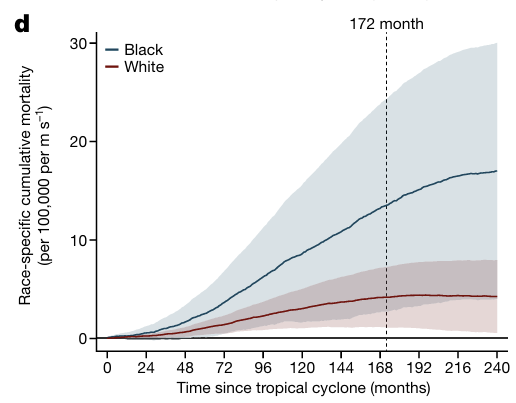 d
172 month
30
Black
White
20
10
0
Race-specific cumulative mortality
(per 100,000 per m s⁻¹)
0 24 48 72 96 120 144 168 192 216 240
Time since tropical cyclone (months)